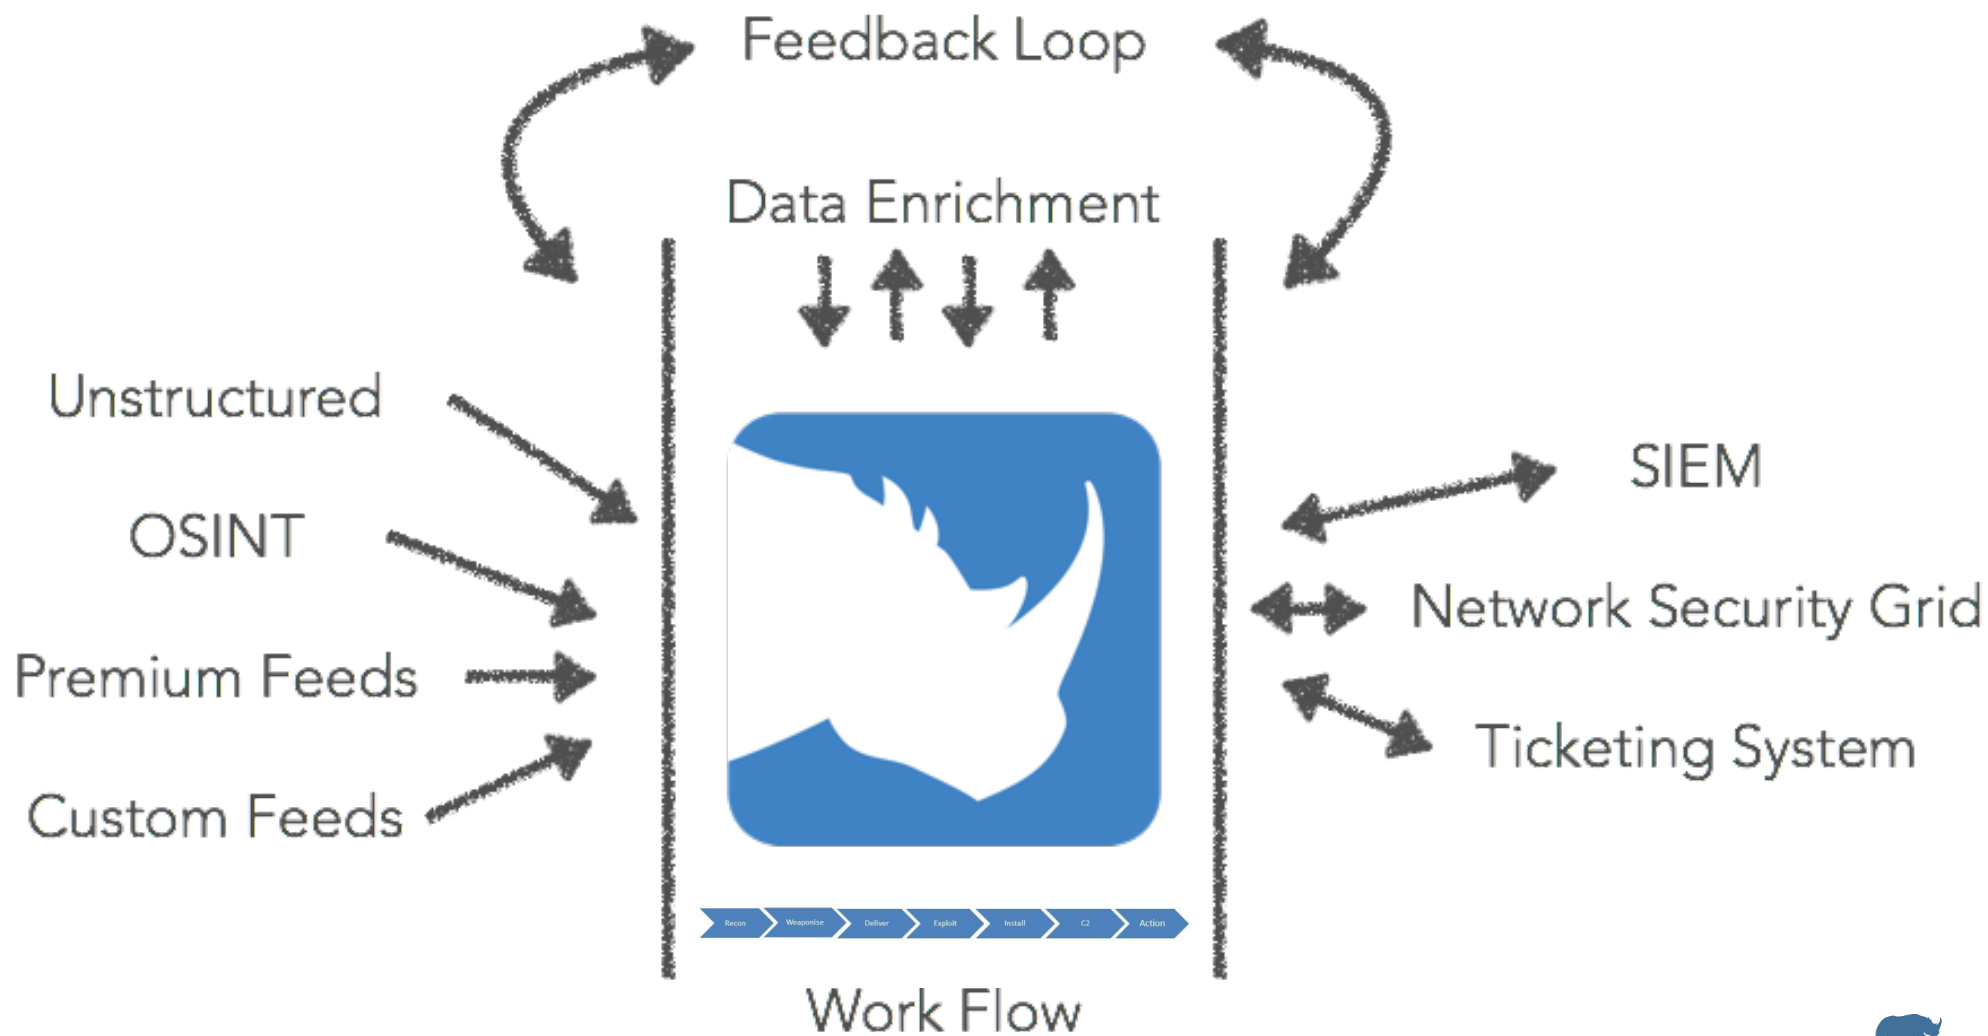 Feedback Loop
Data Enrichment
Unstructured
OSINT
Premium Feeds
Custom Feeds
SIEM
Network Security Grid
Ticketing System
Recon Weaponise Deliver Exploit Install C2 Action
Work Flow